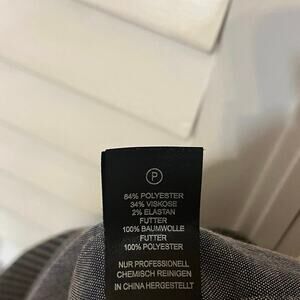 P
64% POLYESTER
34% VISKOSE
2% ELASTAN
FUTTER
100% BAUMWOLLE
FUTTER
100% POLYESTER
NUR PROFESSIONELL
CHEMISCH REINIGEN
IN CHINA HERGESTELLT